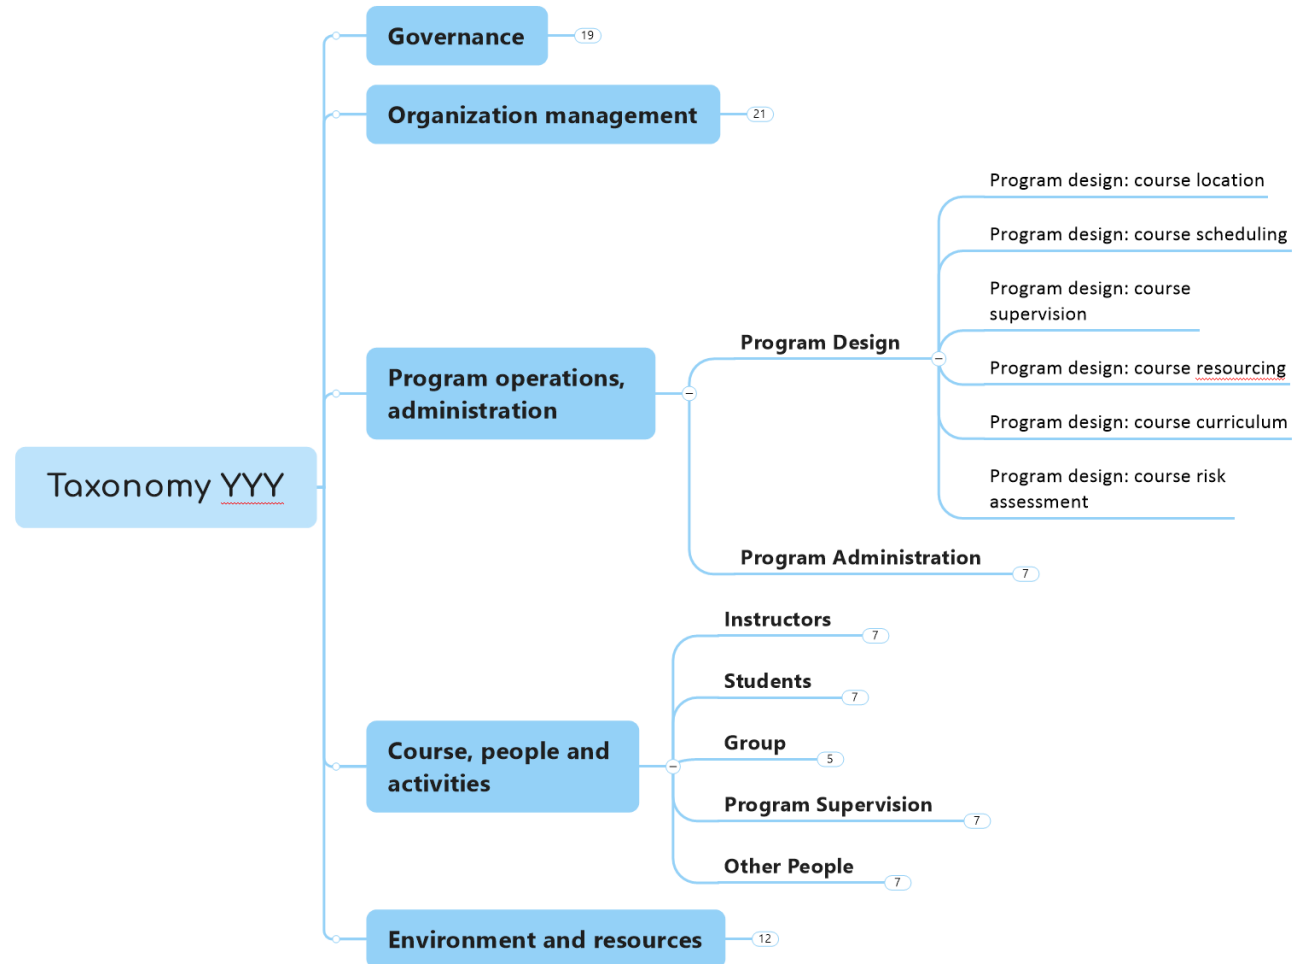 Governance
19
Organization management
21
Program design: course location
Program design: course scheduling
Program design: course
supervision
Program Design
Program operations,
administration
Program design: course resourcing
Program design: course curriculum
Program design: course risk
assessment
Taxonomy YYY
Program Administration
7
Instructors
7
Students
7
Group
5
Course, people and
activities
Program Supervision
7
Other People
7
Environment and resources
12